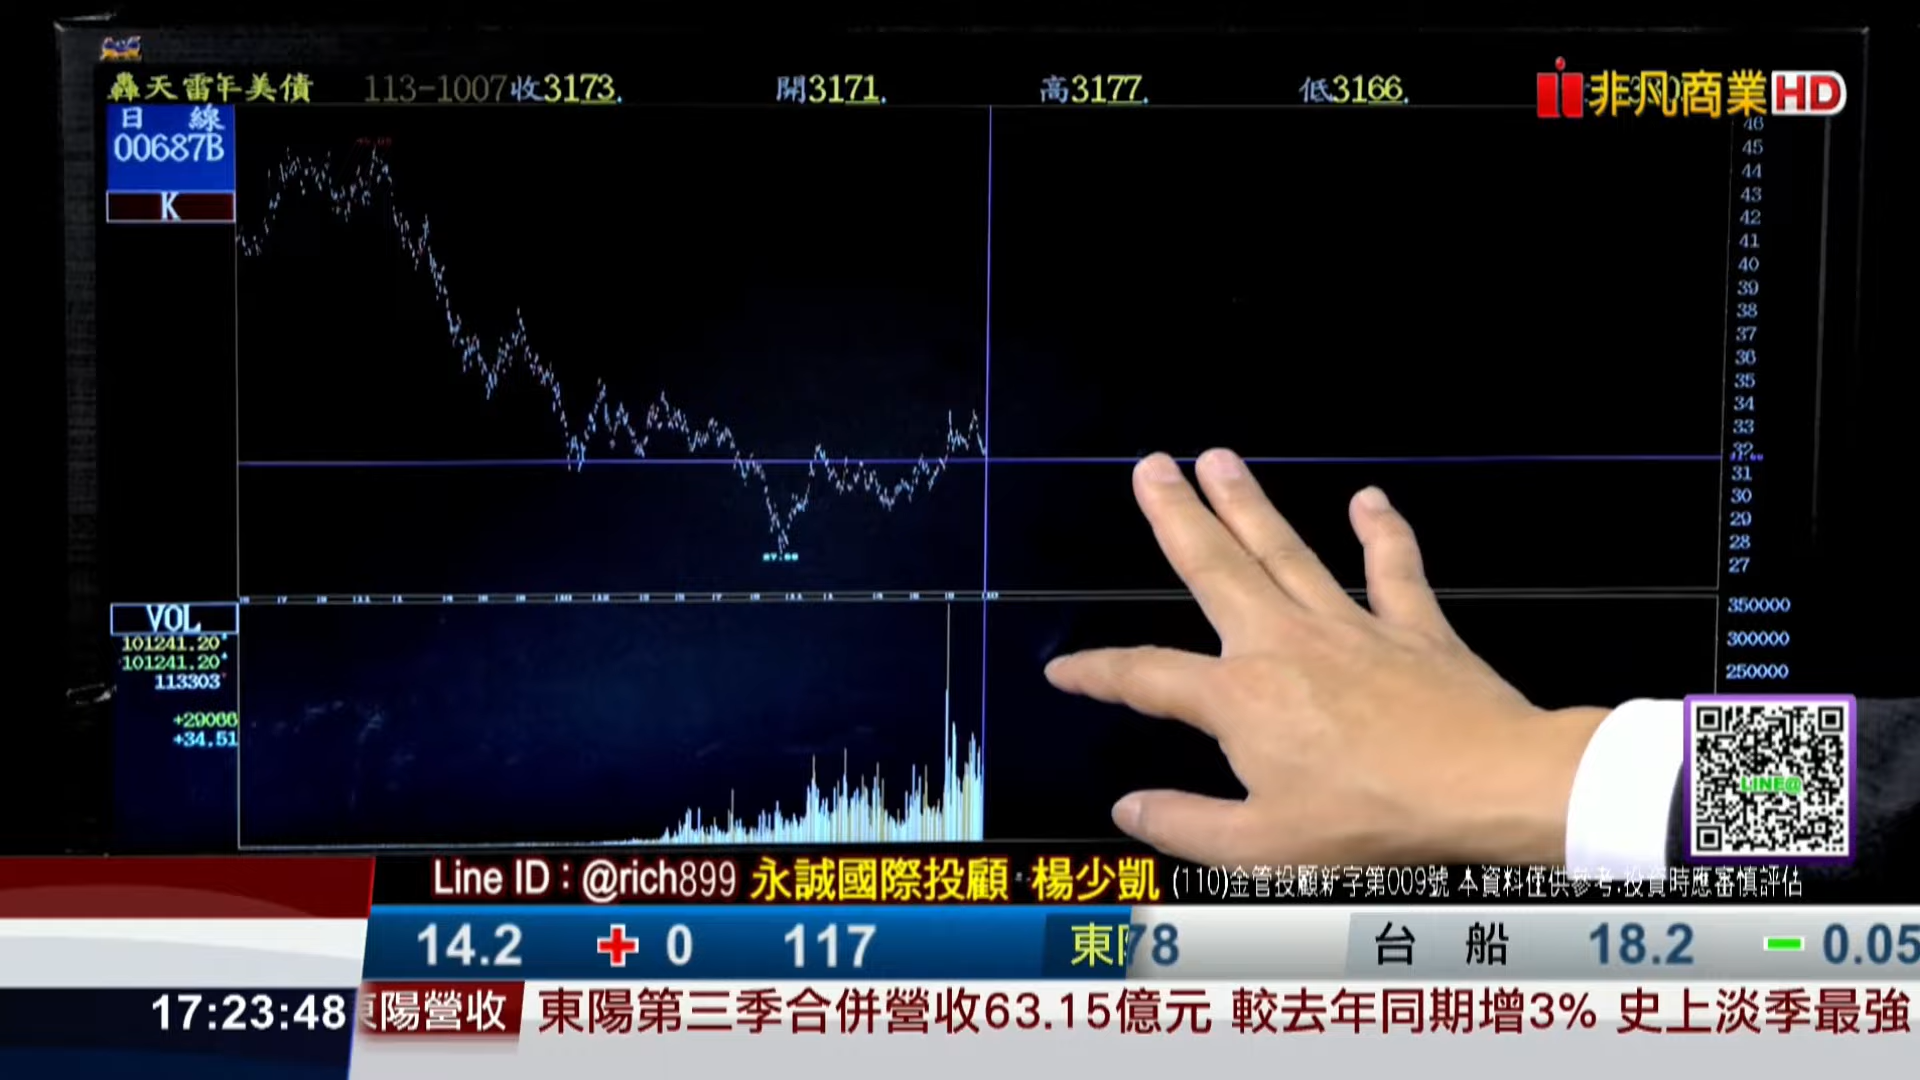 轟天雷年美債 113-1007 收3173. 開3171. 高3177. 低3166.
非凡商業HD
日線
00687B
K
46
45
44
43
42
41
40
39
38
37
36
35
34
33
32
31
30
29
28
27
VOL
101241.20
101241.20
113303
+29066
+34.51
350000
300000
250000
LINE@
Line ID：@rich899 永誠國際投顧 楊少凱 (110)金管投顧新字第009號 本資料僅供參考.投資時應審慎評估
14.2 + 0 117 東 78 台船 18.2 - 0.05
17:23:48 東陽營收 東陽第三季合併營收63.15億元 較去年同期增3% 史上淡季最強